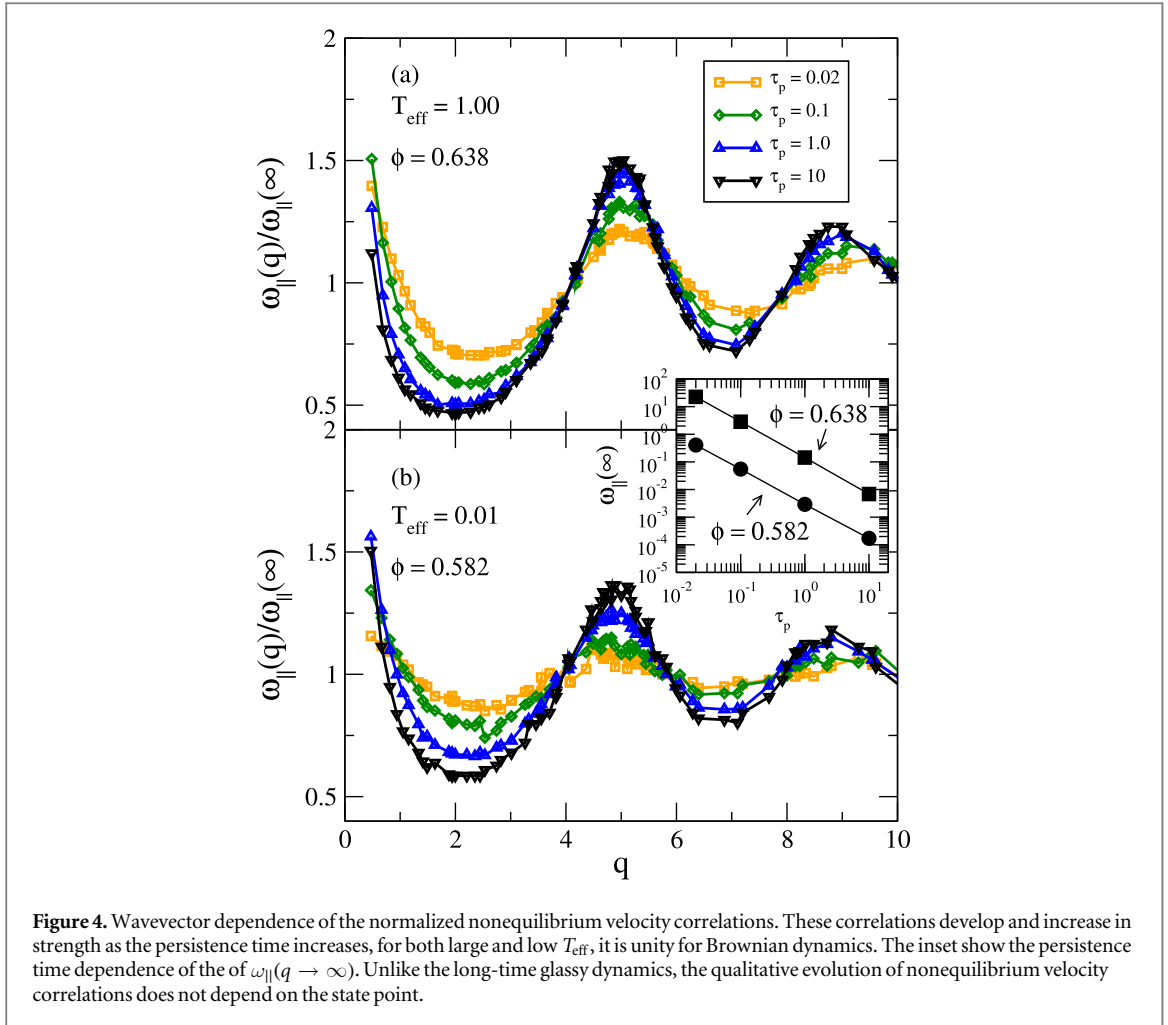 2
(a)
T_eff = 1.00
ϕ = 0.638
τ_p = 0.02
τ_p = 0.1
τ_p = 1.0
τ_p = 10
1.5
1
0.5
ω_||(q)/ω_||(∞)
2
(b)
T_eff = 0.01
ϕ = 0.582
1.5
1
0.5
ω_||(q)/ω_||(∞)
10^2
10^1
10^0
10^-1
10^-2
10^-3
10^-4
10^-5
ω_||(∞)
ϕ = 0.638
ϕ = 0.582
10^-2 10^-1 10^0 10^1
τ_p
0 2 4 6 8 10
q
Figure 4. Wavevector dependence of the normalized nonequilibrium velocity correlations. These correlations develop and increase in
strength as the persistence time increases, for both large and low T_eff, it is unity for Brownian dynamics. The inset show the persistence
time dependence of the of ω_||(q → ∞). Unlike the long-time glassy dynamics, the qualitative evolution of nonequilibrium velocity
correlations does not depend on the state point.